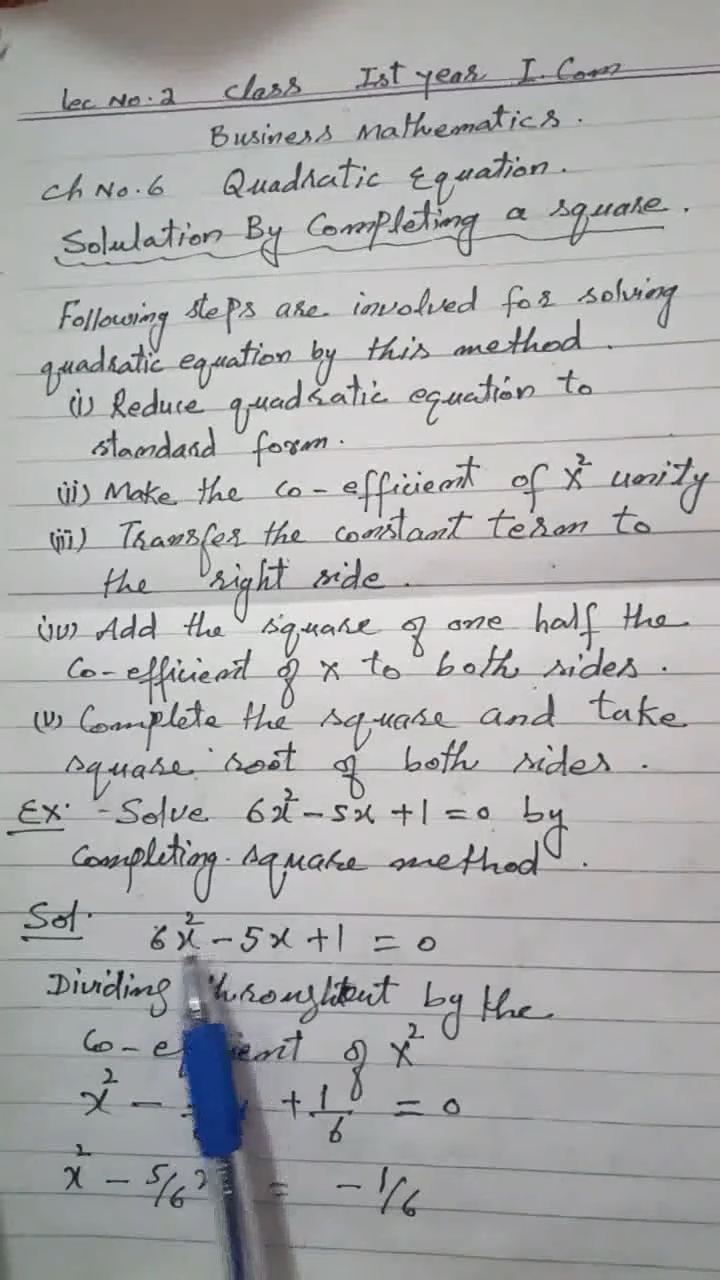 Lec No. 2 class Ist year I. Com
Business Mathematics.
Ch No. 6 Quadratic Equation.
Solulation By Completing a square.
Following steps are involved for solving
quadratic equation by this method.
(i) Reduce quadratic equation to
standard form.
(ii) Make the co-efficient of x² unity
(iii) Transfer the constant term to
the right side.
(iv) Add the square of one half the
Co-efficient of x to both sides.
(v) Complete the square and take
square root of both sides.
Ex:- Solve 6x² - 5x + 1 = 0 by
Completing square method.
Sol. 6x² - 5x + 1 = 0
Dividing by the
of x²
x² - + 1/6 = 0
x² - 5/6 = - 1/6